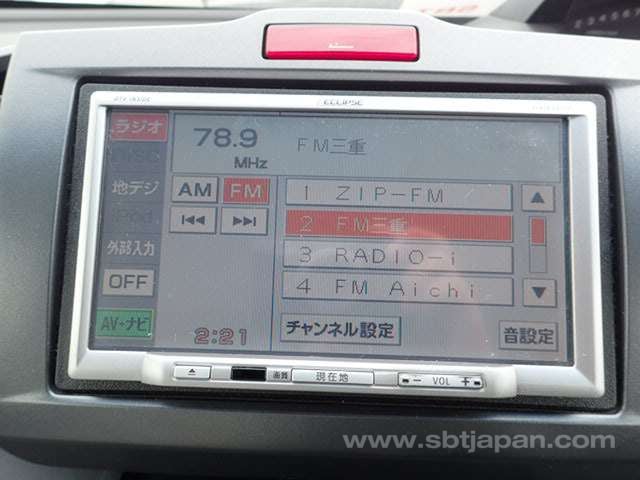 ECLIPSE
ラジオ
78.9
MHz
FM三重
地デジ
AM FM
1 ZIP-FM
2 FM三重
外部入力
3 RADIO-i
OFF
4 FM Aichi
AV・ナビ
2:21
チャンネル設定
音設定
画質
現在地
− VOL +
www.sbtjapan.com